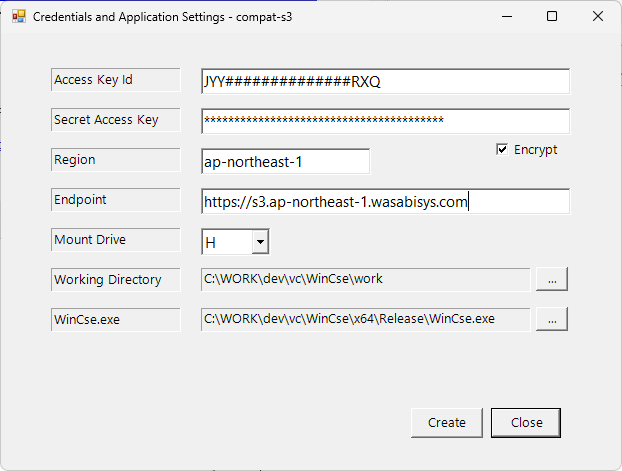 Credentials and Application Settings - compat-s3
Access Key Id
JYY##############RXQ
Secret Access Key
****************************************
Region
ap-northeast-1
Encrypt
Endpoint
https://s3.ap-northeast-1.wasabisys.com
Mount Drive
H
Working Directory
C:\WORK\dev\vc\WinCse\work
...
WinCse.exe
C:\WORK\dev\vc\WinCse\x64\Release\WinCse.exe
...
Create
Close